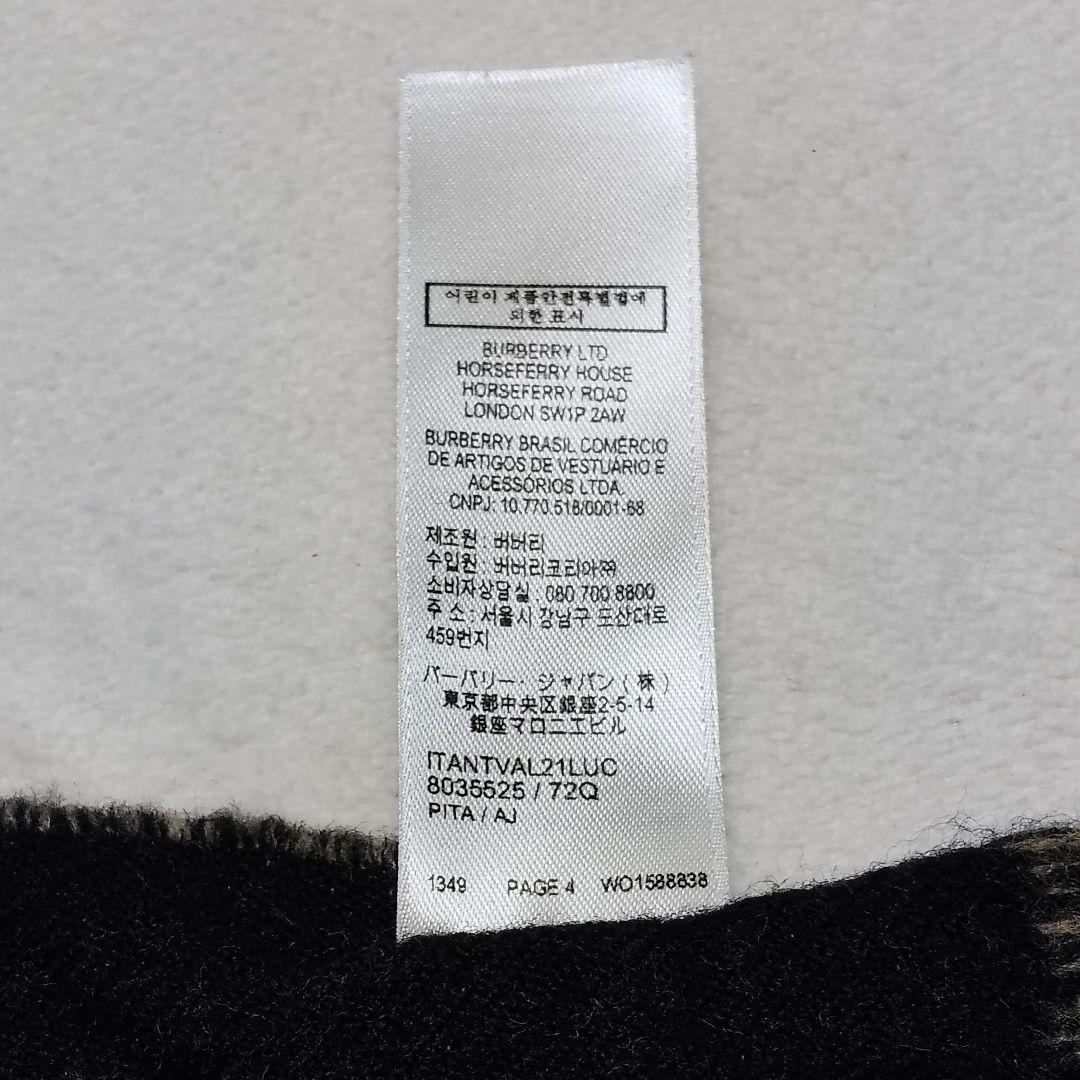 어린이 제품안전특별법에
의한 표시
BURBERRY LTD
HORSEFERRY HOUSE
HORSEFERRY ROAD
LONDON SW1P 2AW
BURBERRY BRASIL COMÉRCIO
DE ARTIGOS DE VESTUÁRIO E
ACESSÓRIOS LTDA
CNPJ: 10.770.518/0001-68
제조원 : 버버리
수입원 : 버버리코리아㈜
소비자상담실 : 080 700 8800
주 소 : 서울시 강남구 도산대로
459번지
バーバリー・ジャパン(株)
東京都中央区銀座2-5-14
銀座マロニエビル
ITANTVAL21LUC
8035525 / 72Q
PITA / AJ
1349 PAGE 4 WO1588838